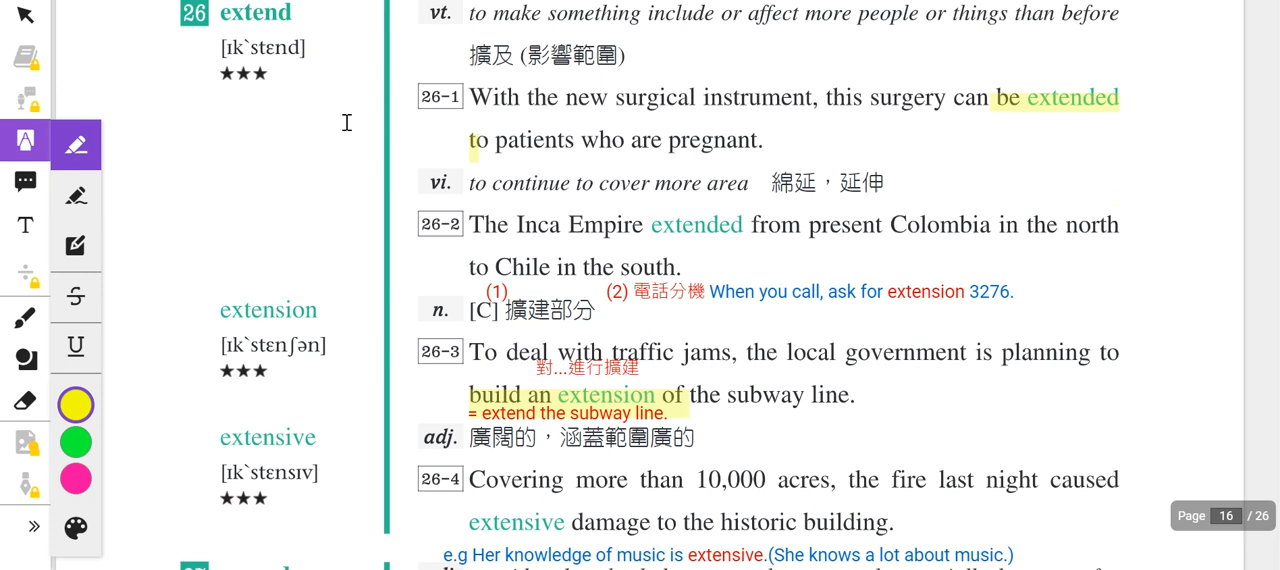 26 extend vt. to make something include or affect more people or things than before
[ɪk`stɛnd] 擴及 (影響範圍)
★★★
26-1 With the new surgical instrument, this surgery can be extended
to patients who are pregnant.
vi. to continue to cover more area 綿延，延伸
26-2 The Inca Empire extended from present Colombia in the north
to Chile in the south.
(1) (2) 電話分機 When you call, ask for extension 3276.
extension n. [C] 擴建部分
[ɪk`stɛnʃən] 26-3 To deal with traffic jams, the local government is planning to
★★★ 對...進行擴建
build an extension of the subway line.
= extend the subway line.
extensive adj. 廣闊的，涵蓋範圍廣的
[ɪk`stɛnsɪv] 26-4 Covering more than 10,000 acres, the fire last night caused
★★★
extensive damage to the historic building.
e.g Her knowledge of music is extensive.(She knows a lot about music.)
A
T
S
U
Page 16 / 26